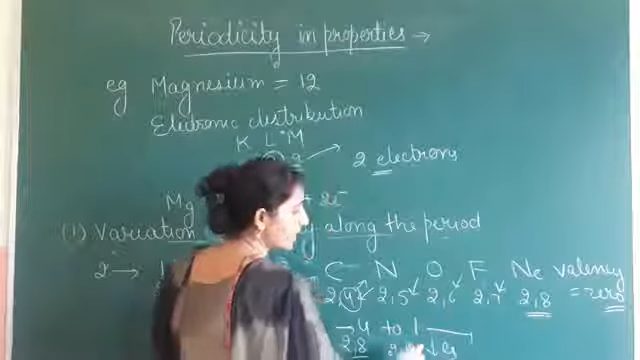 Periodicity in properties →
eg Magnesium = 12
Electronic distribution
K L M
2 → 2 electrons
Mg + 2e⁻
(1) Variation along the period
2 → C N O F Ne valency
2,4 2,5 2,6 2,7 2,8 = zero
→ 4 to 1
2,8